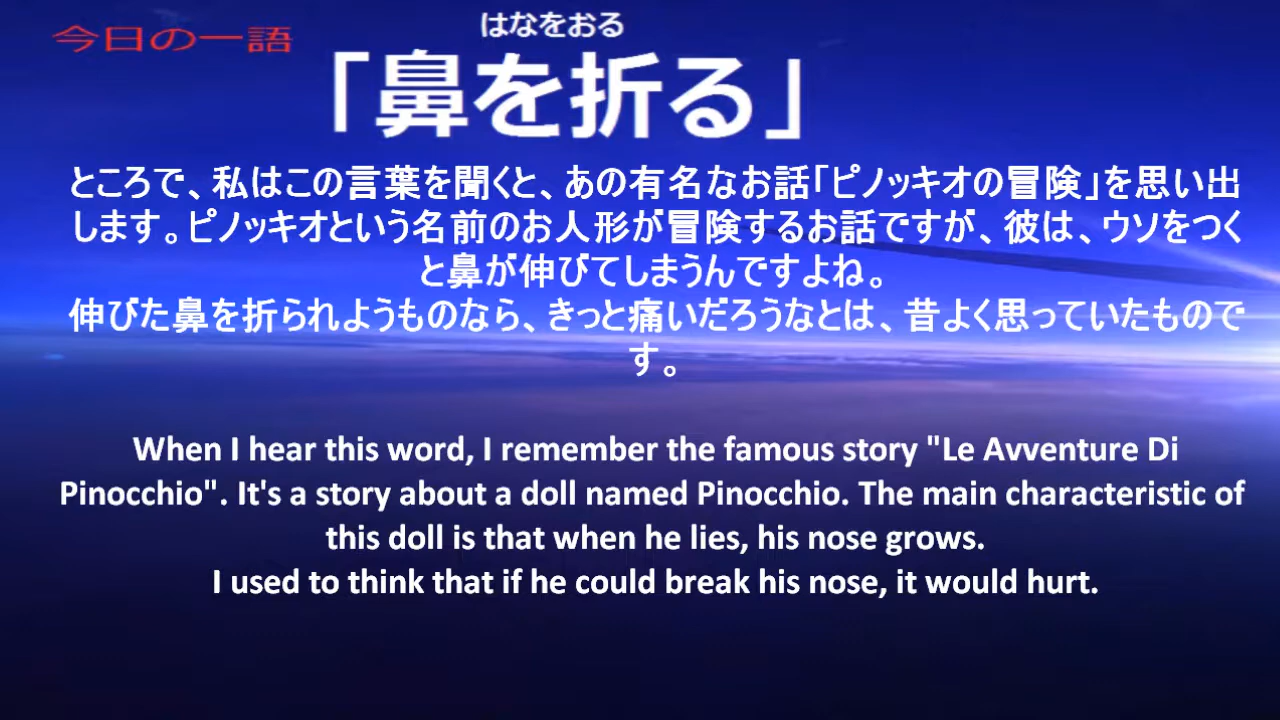 今日の一語
はなをおる
「鼻を折る」
ところで、私はこの言葉を聞くと、あの有名なお話「ピノッキオの冒険」を思い出
します。ピノッキオという名前のお人形が冒険するお話ですが、彼は、ウソをつく
と鼻が伸びてしまうんですよね。
伸びた鼻を折られようものなら、きっと痛いだろうなとは、昔よく思っていたもので
す。
When I hear this word, I remember the famous story "Le Avventure Di
Pinocchio". It's a story about a doll named Pinocchio. The main characteristic of
this doll is that when he lies, his nose grows.
I used to think that if he could break his nose, it would hurt.